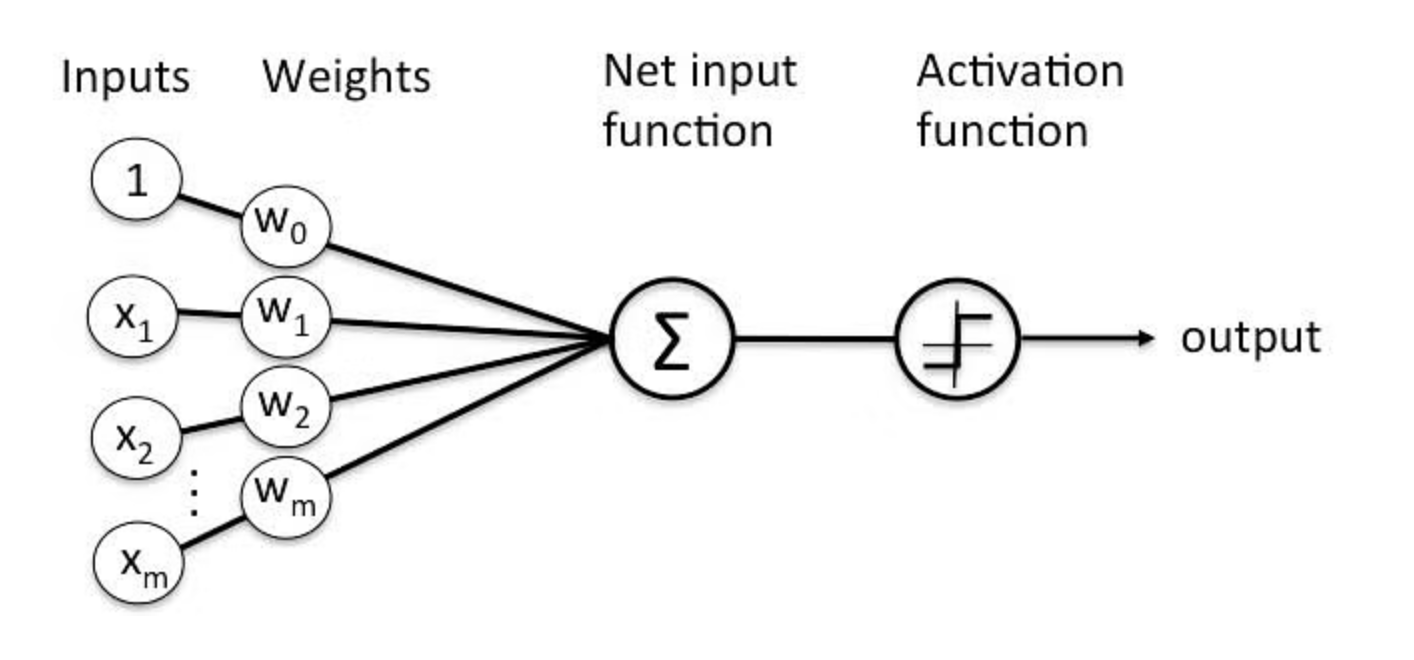 Inputs
Weights
Net input
function
Activation
function
1
w₀
x₁
w₁
x₂
w₂
⋮
xₘ
wₘ
Σ
output